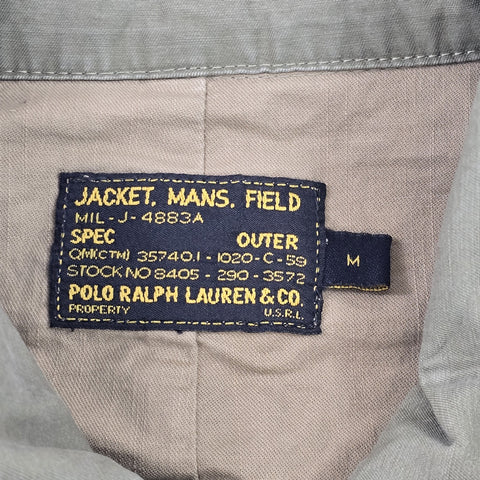 JACKET, MANS, FIELD
MIL-J-4883A
SPEC OUTER
QM(CTM) 35740.1-1020-C-59
STOCK NO 8405-290-3572
POLO RALPH LAUREN & CO.
PROPERTY U.S.R.L.
M